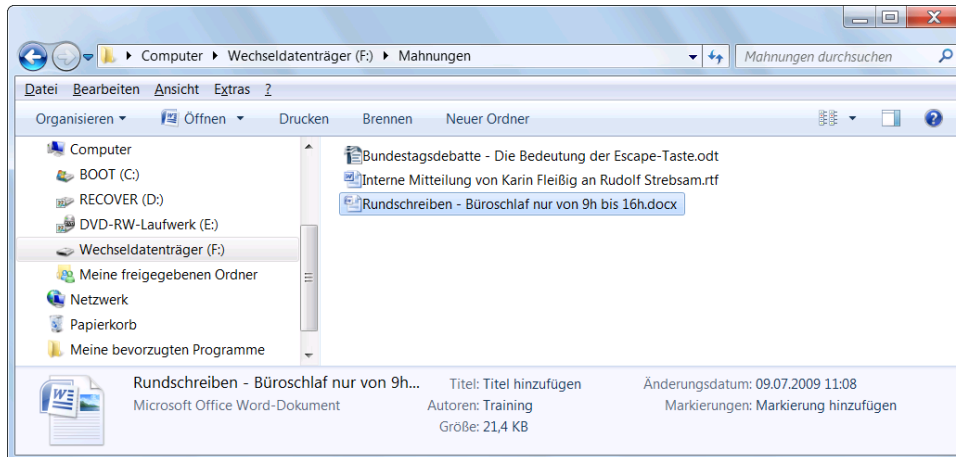 Computer Wechseldatenträger (F:) Mahnungen Mahnungen durchsuchen
Datei Bearbeiten Ansicht Extras ?
Organisieren Öffnen Drucken Brennen Neuer Ordner
Computer
BOOT (C:)
RECOVER (D:)
DVD-RW-Laufwerk (E:)
Wechseldatenträger (F:)
Meine freigegebenen Ordner
Netzwerk
Papierkorb
Meine bevorzugten Programme
Bundestagsdebatte - Die Bedeutung der Escape-Taste.odt
Interne Mitteilung von Karin Fleißig an Rudolf Strebsam.rtf
Rundschreiben - Büroschlaf nur von 9h bis 16h.docx
Rundschreiben - Büroschlaf nur von 9h... Titel: Titel hinzufügen Änderungsdatum: 09.07.2009 11:08
Microsoft Office Word-Dokument Autoren: Training Markierungen: Markierung hinzufügen
Größe: 21,4 KB